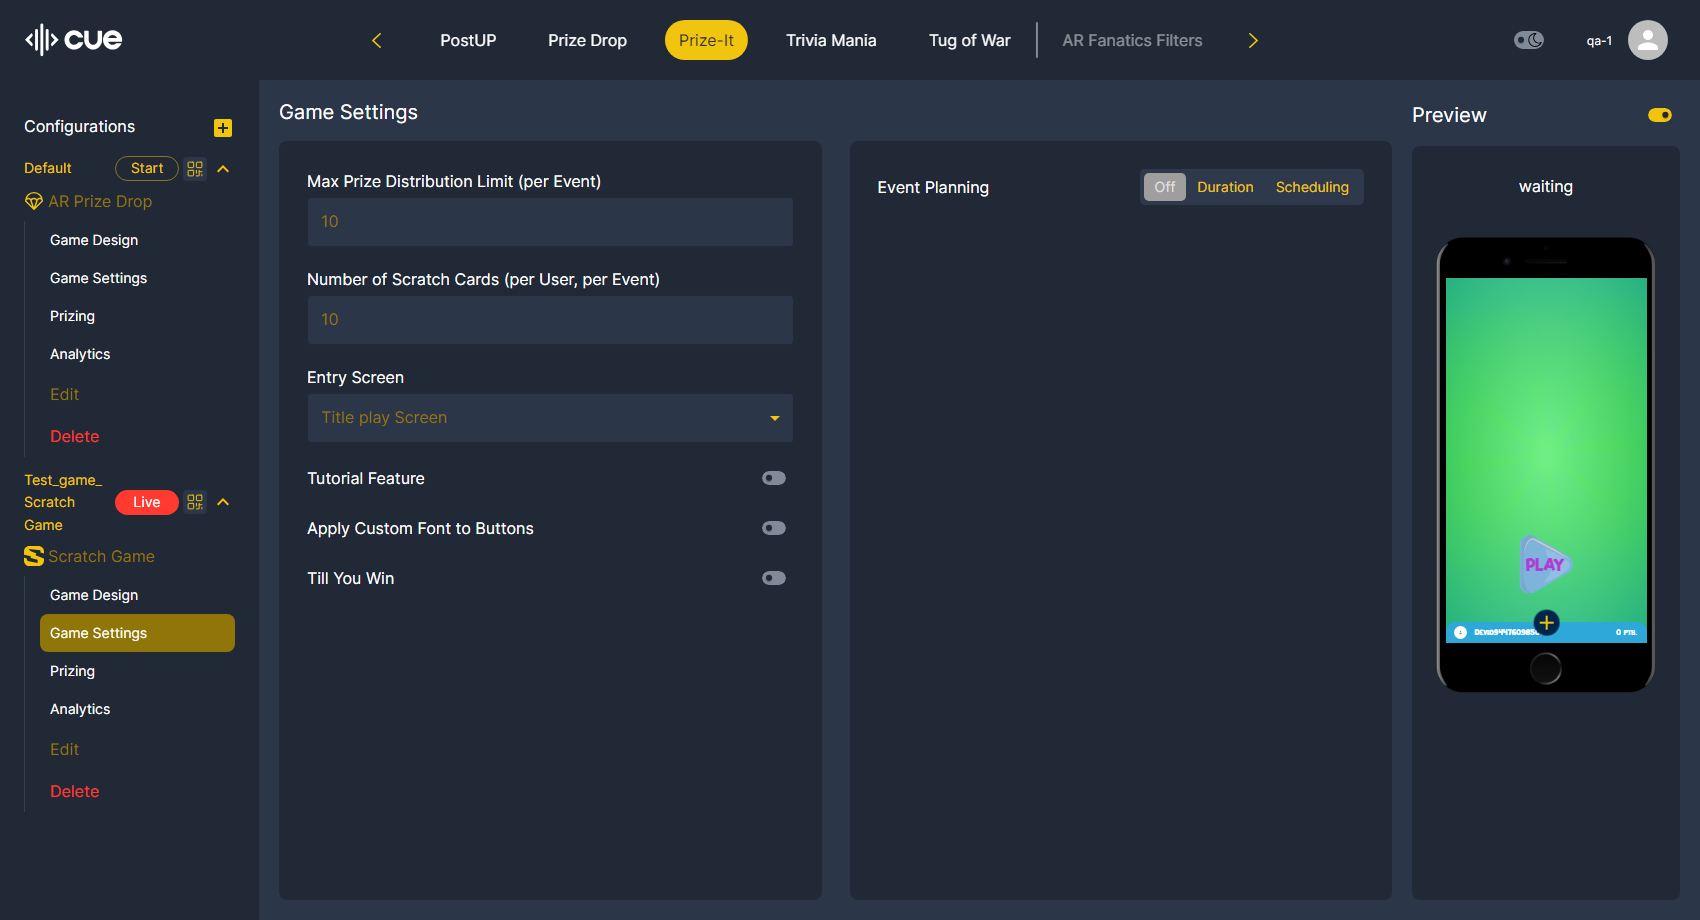 cue
PostUP
Prize Drop
Prize-It
Trivia Mania
Tug of War
AR Fanatics Filters
qa-1
Configurations
Default
Start
AR Prize Drop
Game Design
Game Settings
Prizing
Analytics
Edit
Delete
Test_game_
Scratch
Game
Live
Scratch Game
Game Design
Game Settings
Prizing
Analytics
Edit
Delete
Game Settings
Max Prize Distribution Limit (per Event)
10
Number of Scratch Cards (per User, per Event)
10
Entry Screen
Title play Screen
Tutorial Feature
Apply Custom Font to Buttons
Till You Win
Event Planning
Off
Duration
Scheduling
Preview
waiting
PLAY
0 PTS.